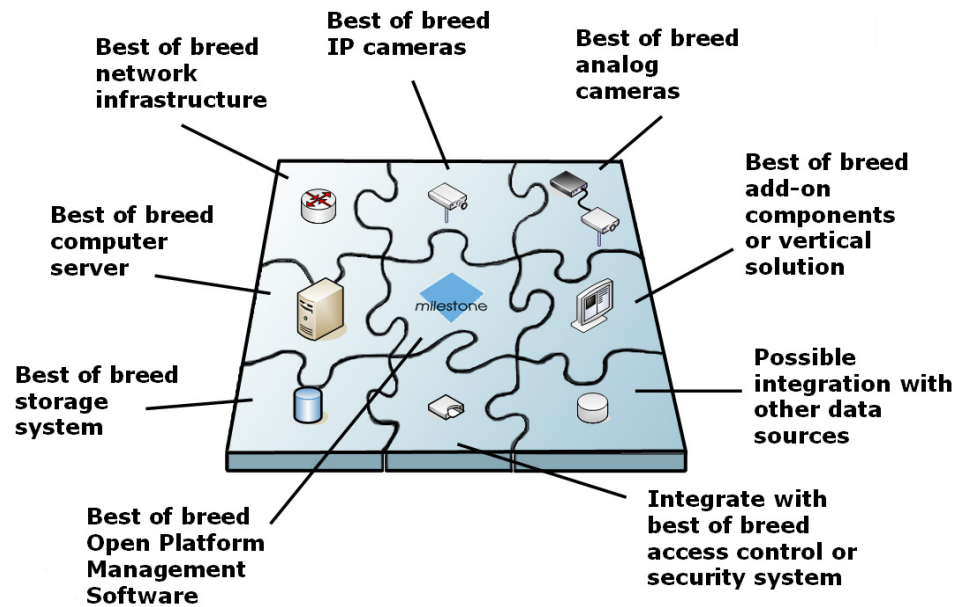 Best of breed
IP cameras
Best of breed
network
infrastructure
Best of breed
analog
cameras
Best of breed
add-on
components
or vertical
solution
Best of breed
computer
server
milestone
Possible
integration with
other data
sources
Best of breed
storage
system
Integrate with
best of breed
access control or
security system
Best of breed
Open Platform
Management
Software